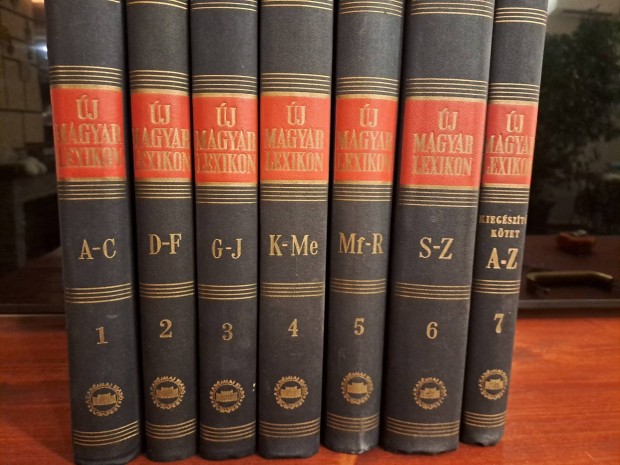 ÚJ
MAGYAR
LEXIKON
A-C
1
ÚJ
MAGYAR
LEXIKON
D-F
2
ÚJ
MAGYAR
LEXIKON
G-J
3
ÚJ
MAGYAR
LEXIKON
K-Me
4
ÚJ
MAGYAR
LEXIKON
Mf-R
5
ÚJ
MAGYAR
LEXIKON
S-Z
6
ÚJ
MAGYAR
LEXIKON
KIEGÉSZÍTŐ
KÖTET
A-Z
7